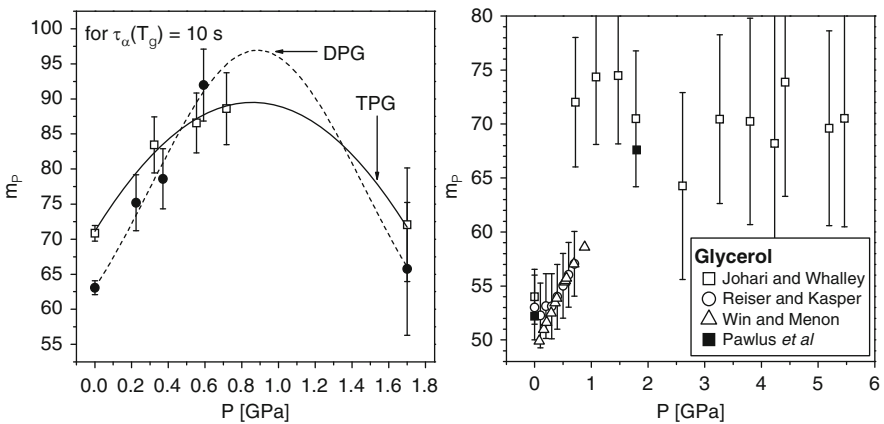 for τα(Tg) = 10 s
DPG
TPG
mP
100
95
90
85
80
75
70
65
60
55
0.0 0.2 0.4 0.6 0.8 1.0 1.2 1.4 1.6 1.8
P [GPa]
mP
80
75
70
65
60
55
50
0 1 2 3 4 5 6
P [GPa]
Glycerol
Johari and Whalley
Reiser and Kasper
Win and Menon
Pawlus et al